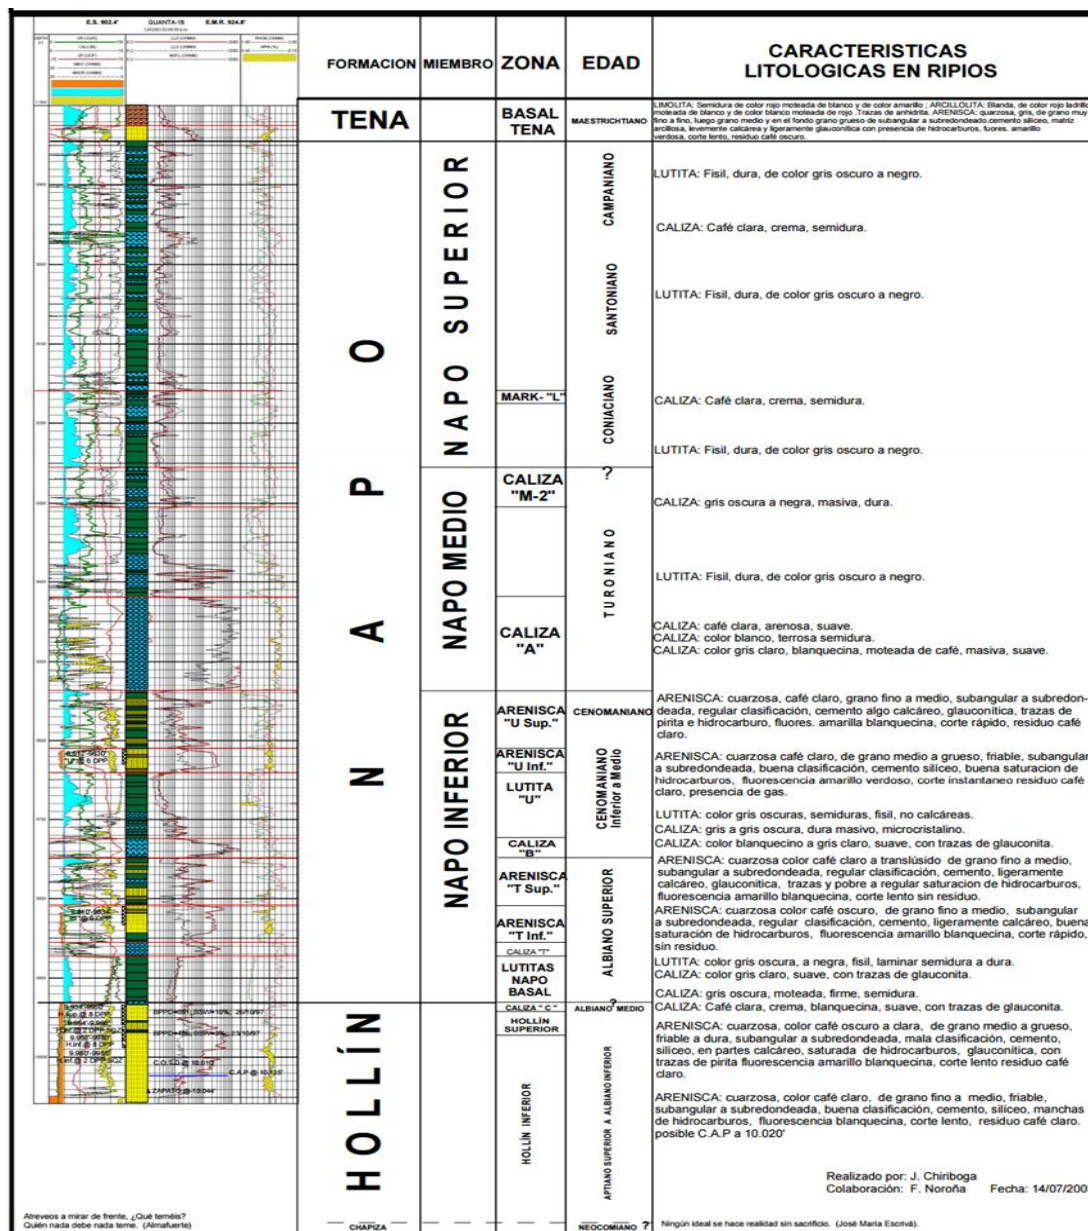 E.S. 902.4' GUANTA-15 E.M.R. 924.8'
FORMACION MIEMBRO ZONA EDAD
CARACTERISTICAS
LITOLOGICAS EN RIPIOS
TENA
BASAL
TENA
MAESTRICHTIANO
LIMOLITA: Semidura de color rojo moteada de blanco y de color amarillo ; ARCILLOLITA: Blanda, de color rojo ladrillo
moteada de blanco y de color blanco moteada de rojo .Trazas de anhidrita. ARENISCA: quarzosa, gris, de grano muy
fino a fino, luego grano medio y en el fondo grano grueso de subangular a subredondeado.cemento silíceo, matriz
arcillosa, levemente calcárea y ligeramente glauconítica con presencia de hidrocarburos, fuores. amarillo
verdosa, corte lento, residuo café oscuro.
NAPO
NAPO SUPERIOR
CAMPANIANO
LUTITA: Fisil, dura, de color gris oscuro a negro.
CALIZA: Café clara, crema, semidura.
SANTONIANO
LUTITA: Fisil, dura, de color gris oscuro a negro.
MARK- "L"
CONIACIANO
CALIZA: Café clara, crema, semidura.
LUTITA: Fisil, dura, de color gris oscuro a negro.
NAPO MEDIO
CALIZA
"M-2"
?
CALIZA: gris oscura a negra, masiva, dura.
TURONIANO
LUTITA: Fisil, dura, de color gris oscuro a negro.
CALIZA
"A"
CALIZA: café clara, arenosa, suave.
CALIZA: color blanco, terrosa semidura.
CALIZA: color gris claro, blanquecina, moteada de café, masiva, suave.
NAPO INFERIOR
ARENISCA
"U Sup."
CENOMANIANO
ARENISCA: cuarzosa, café claro, grano fino a medio, subangular a subredon-
deada, regular clasificación, cemento algo calcáreo, glauconítica, trazas de
pirita e hidrocarburo, fluores. amarilla blanquecina, corte rápido, residuo café
claro.
ARENISCA
"U Inf."
CENOMANIANO
Inferior a Medio
ARENISCA: cuarzosa café claro, de grano medio a grueso, friable, subangular
a subredondeada, buena clasificación, cemento silíceo, buena saturacion de
hidrocarburos, fluorescencia amarillo verdoso, corte instantaneo residuo café
claro, presencia de gas.
LUTITA
"U"
LUTITA: color gris oscuras, semiduras, fisil, no calcáreas.
CALIZA: gris a gris oscura, dura masivo, microcristalino.
CALIZA
"B"
CALIZA: color blanquecino a gris claro, suave, con trazas de glauconita.
ARENISCA
"T Sup."
ALBIANO SUPERIOR
ARENISCA: cuarzosa color café claro a translúsido de grano fino a medio,
subangular a subredondeada, regular clasificación, cemento, ligeramente
calcáreo, glauconitica, trazas y pobre a regular saturacion de hidrocarburos,
fluorescencia amarillo blanquecina, corte lento sin residuo.
ARENISCA
"T Inf."
ARENISCA: cuarzosa color café oscuro, de grano fino a medio, subangular
a subredondeada, regular clasificación, cemento, ligeramente calcáreo, buena
saturación de hidrocarburos, fluorescencia amarillo blanquecina, corte rápido,
sin residuo.
CALIZA "T"
LUTITAS
NAPO
BASAL
LUTITA: color gris oscura, a negra, fisil, laminar semidura a dura.
CALIZA: color gris claro, suave, con trazas de glauconita.
CALIZA: gris oscura, moteada, firme, semidura.
?
HOLLÍN
CALIZA " C "
ALBIANO MEDIO
CALIZA: Café clara, crema, blanquecina, suave, con trazas de glauconita.
HOLLÍN
SUPERIOR
ARENISCA: cuarzosa, color café oscuro a clara, de grano medio a grueso,
friable a dura, subangular a subredondeada, mala clasificación, cemento,
silíceo, en partes calcáreo, saturada de hidrocarburos, glauconítica, con
trazas de pirita fluorescencia amarillo blanquecina, corte lento residuo café
claro.
HOLLÍN INFERIOR
APTIANO SUPERIOR A ALBIANO INFERIOR
ARENISCA: cuarzosa, color café claro, de grano fino a medio, friable,
subangular a subredondeada, buena clasificación, cemento, silíceo, manchas
de hidrocarburos, fluorescencia blanquecina, corte lento, residuo café claro.
posible C.A.P a 10.020'
Realizado por: J. Chiriboga
Colaboración: F. Noroña Fecha: 14/07/200
CHAPIZA
NEOCOMIANO ?
Atreveos a mirar de frente, ¿Qué teméis?
Quién nada debe nada teme. (Almafuerte)
Ningún ideal se hace realidad sin sacrificio. (José María Escrivá).